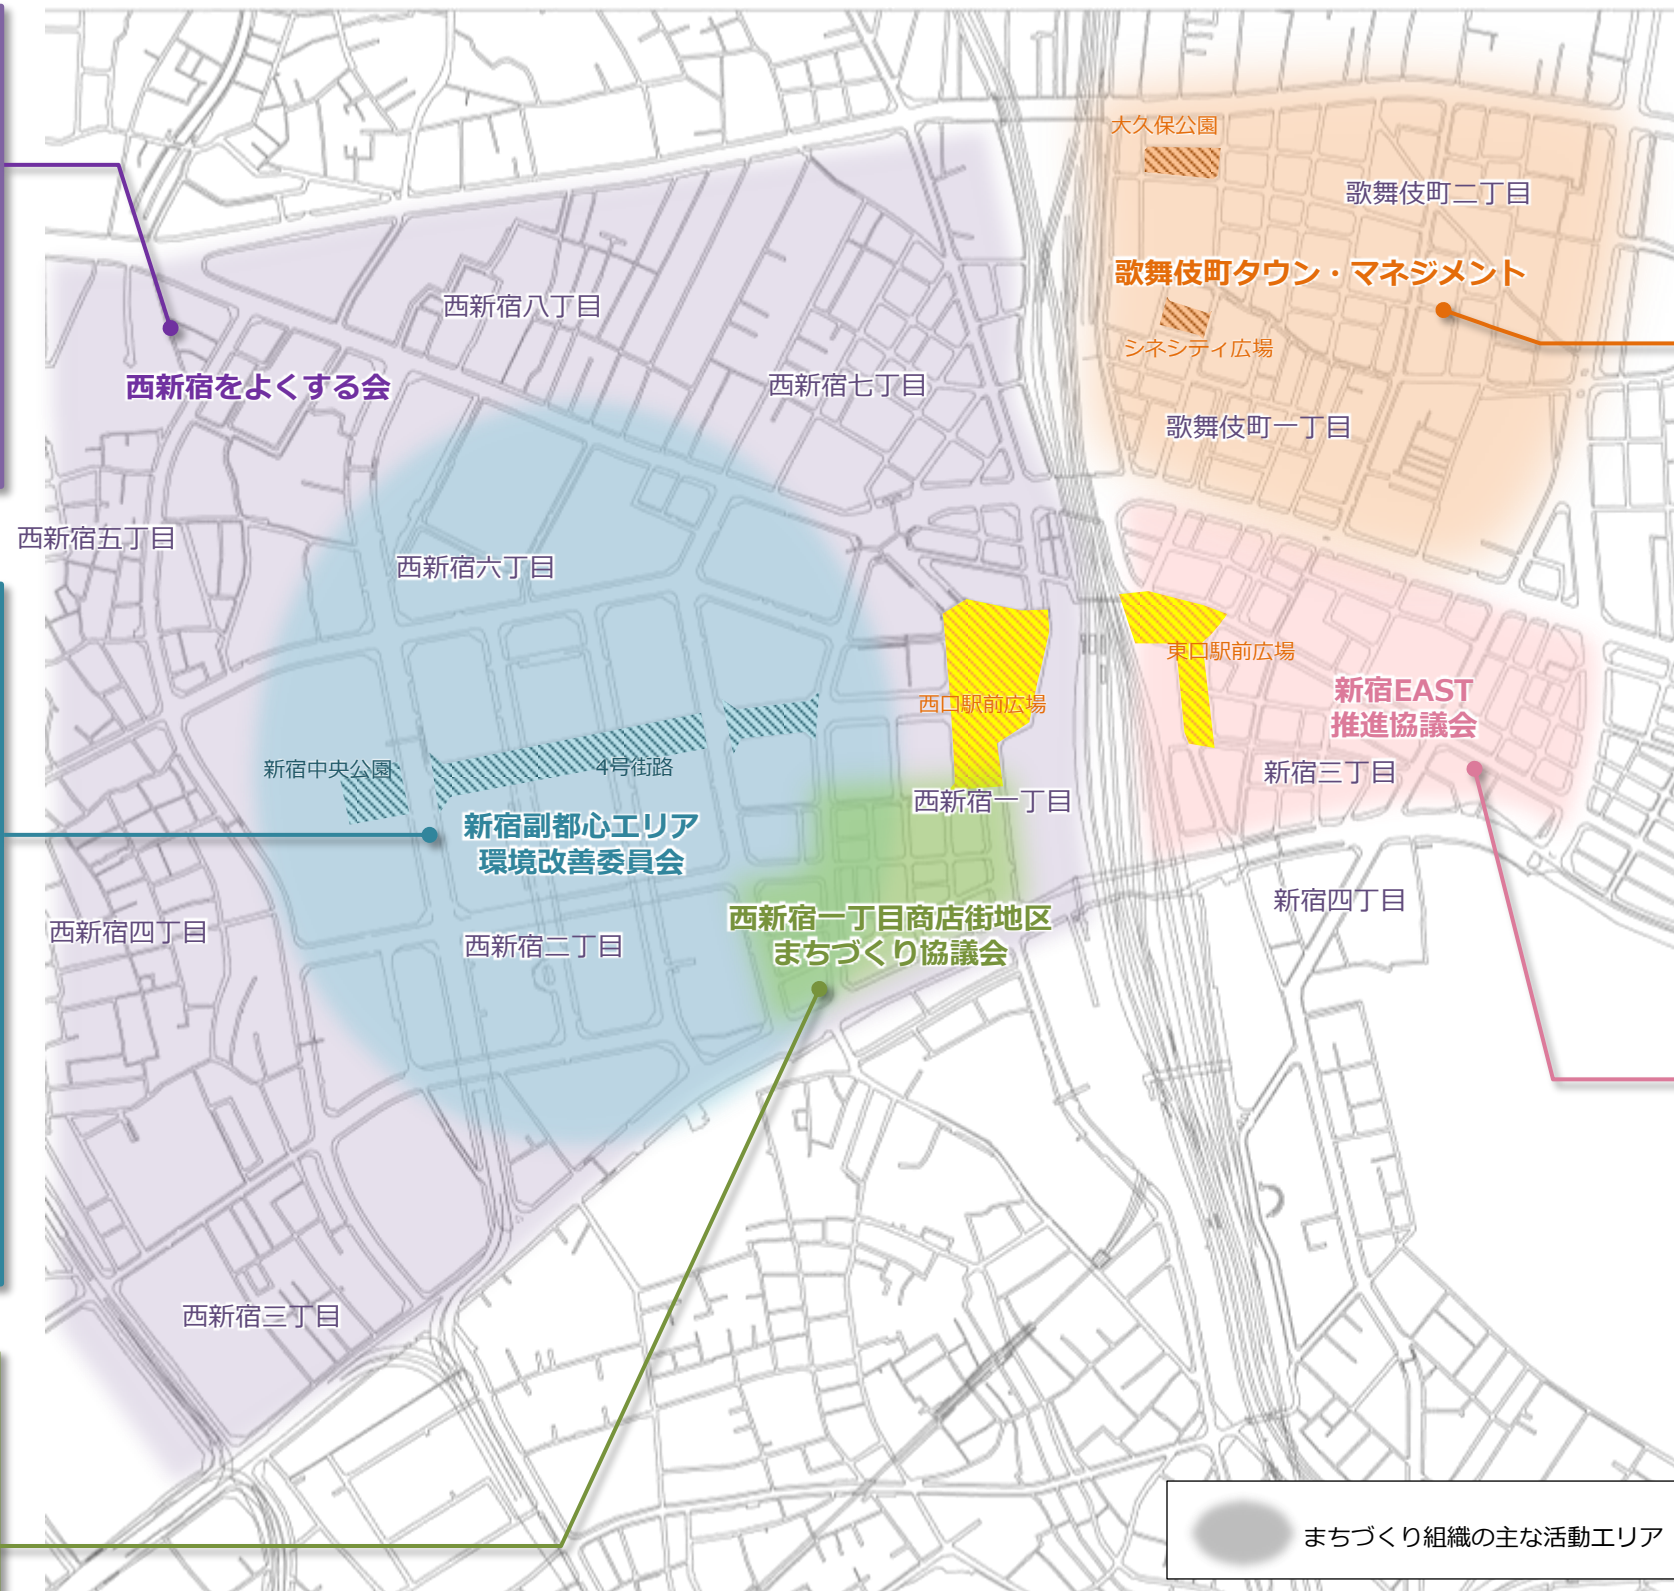 大久保公園
歌舞伎町二丁目
歌舞伎町タウン・マネジメント
西新宿八丁目
シネシティ広場
西新宿をよくする会
西新宿七丁目
歌舞伎町一丁目
西新宿五丁目
西新宿六丁目
東口駅前広場
西口駅前広場
新宿EAST
推進協議会
新宿中央公園
4号街路
新宿三丁目
西新宿一丁目
新宿副都心エリア
環境改善委員会
新宿四丁目
西新宿四丁目
西新宿二丁目
西新宿一丁目商店街地区
まちづくり協議会
西新宿三丁目
まちづくり組織の主な活動エリア